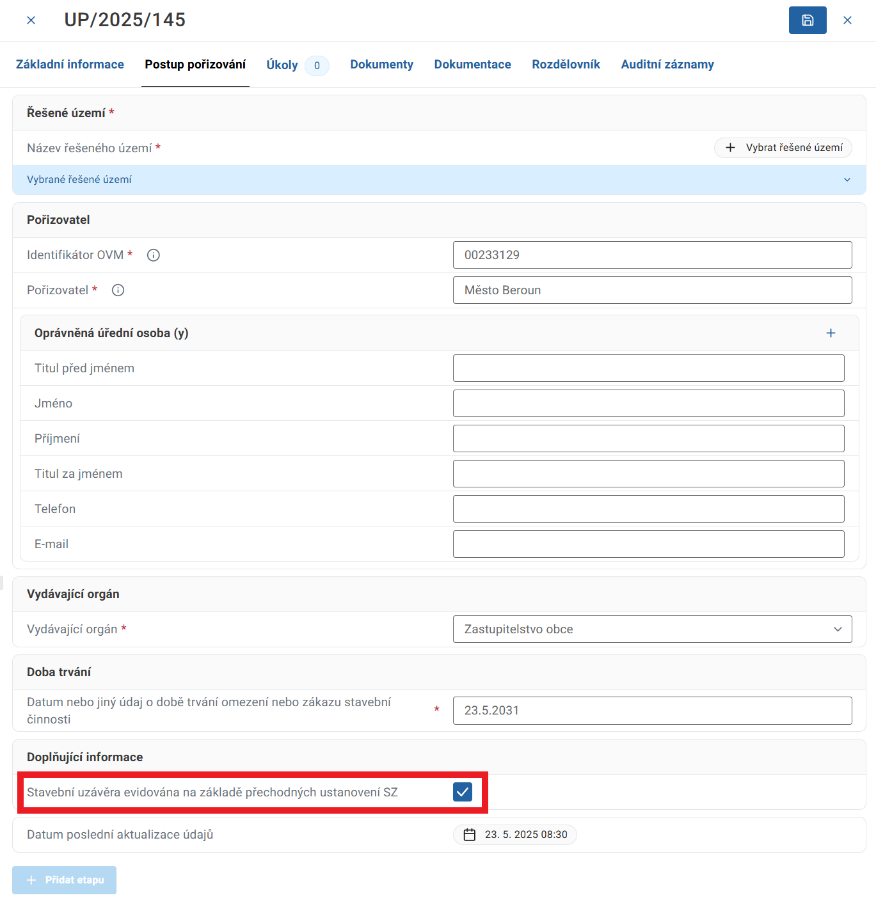 UP/2025/145
Základní informace Postup pořizování Úkoly 0 Dokumenty Dokumentace Rozdělovník Auditní záznamy
Řešené území *
Název řešeného území * Vybrat řešené území
Vybrané řešené území
Pořizovatel
Identifikátor OVM * 00233129
Pořizovatel * Město Beroun
Oprávněná úřední osoba (y)
Titul před jménem
Jméno
Příjmení
Titul za jménem
Telefon
E-mail
Vydávající orgán
Vydávající orgán * Zastupitelstvo obce
Doba trvání
Datum nebo jiný údaj o době trvání omezení nebo zákazu stavební
činnosti * 23.5.2031
Doplňující informace
Stavební uzávěra evidována na základě přechodných ustanovení SZ
Datum poslední aktualizace údajů 23. 5. 2025 08:30
Přidat etapu